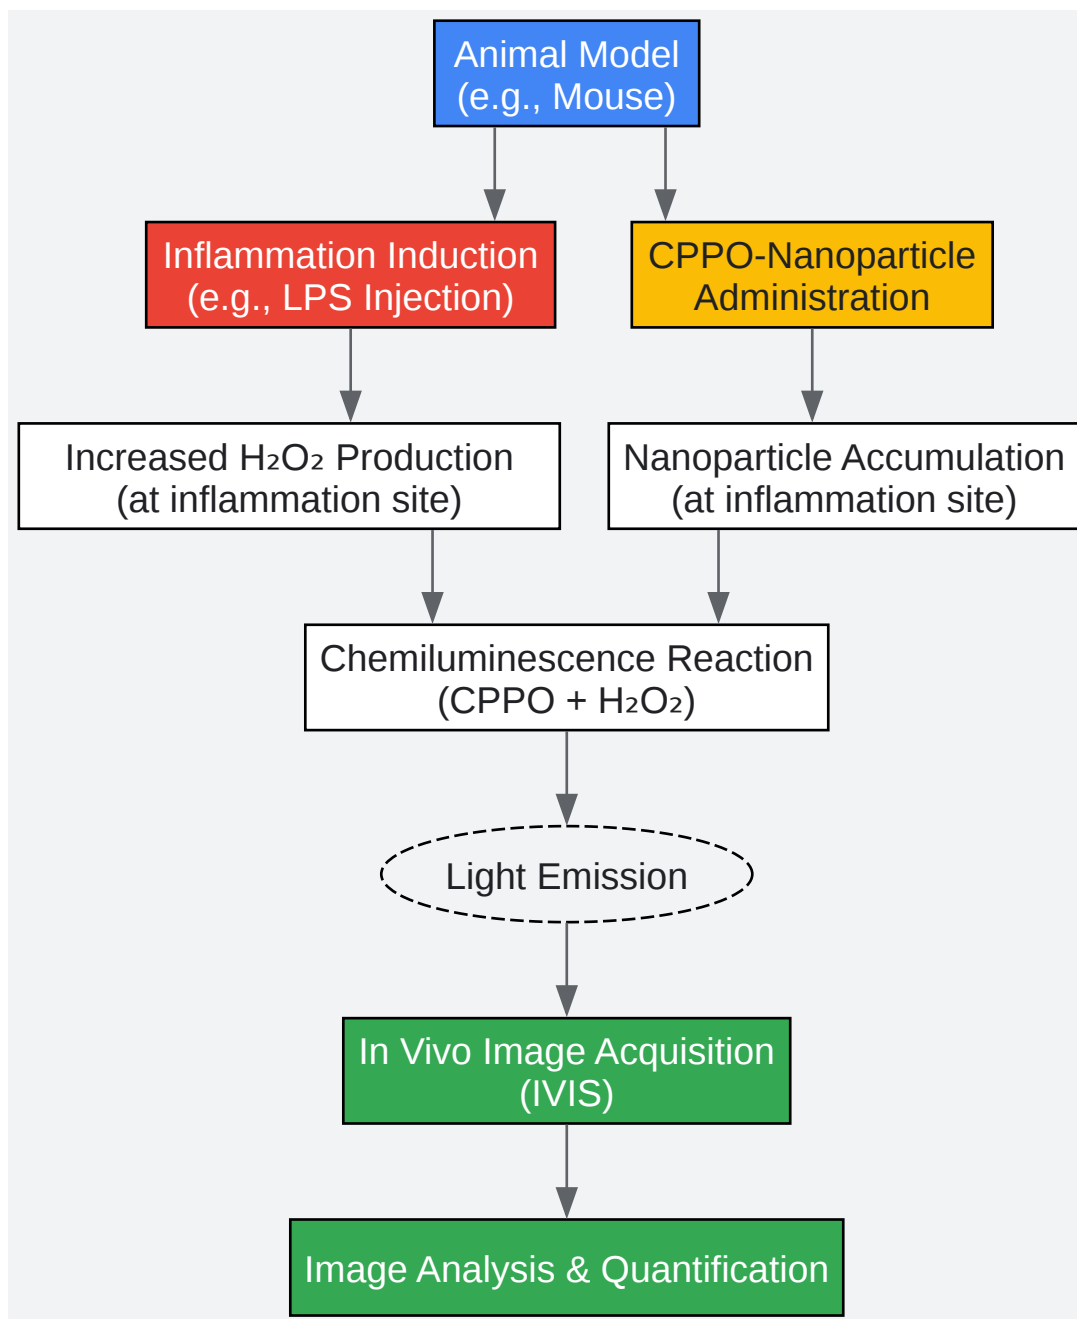 Animal Model
(e.g., Mouse)
Inflammation Induction
(e.g., LPS Injection)
CPPO-Nanoparticle
Administration
Increased H₂O₂ Production
(at inflammation site)
Nanoparticle Accumulation
(at inflammation site)
Chemiluminescence Reaction
(CPPO + H₂O₂)
Light Emission
In Vivo Image Acquisition
(IVIS)
Image Analysis & Quantification